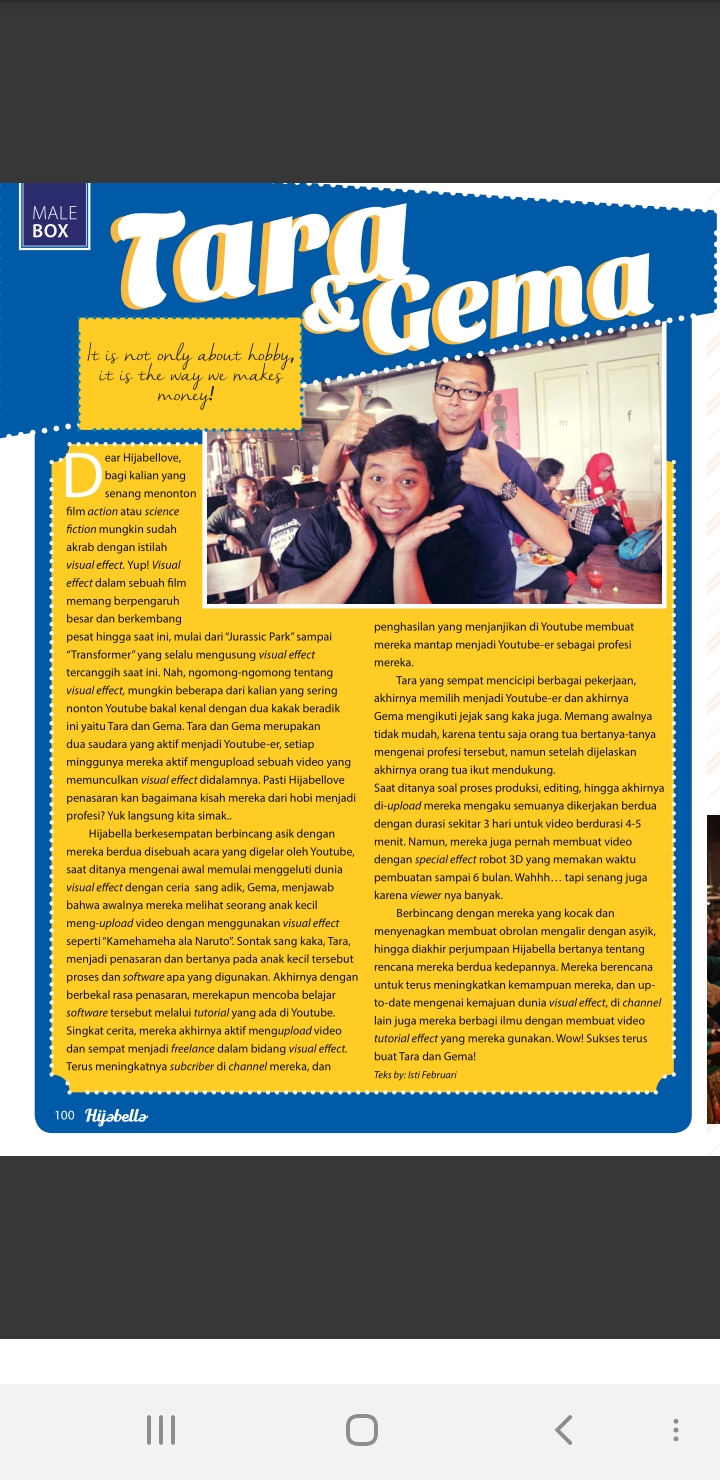 MALE
BOX
Tara
& Gema
It is not only about hobby,
it is the way we makes
money!
Dear Hijabellove,
bagi kalian yang
senang menonton
film action atau science
fiction mungkin sudah
akrab dengan istilah
visual effect. Yup! Visual
effect dalam sebuah film
memang berpengaruh
besar dan berkembang
pesat hingga saat ini, mulai dari “Jurassic Park” sampai
“Transformer” yang selalu mengusung visual effect
tercanggih saat ini. Nah, ngomong-ngomong tentang
visual effect, mungkin beberapa dari kalian yang sering
nonton Youtube bakal kenal dengan dua kakak beradik
ini yaitu Tara dan Gema. Tara dan Gema merupakan
dua saudara yang aktif menjadi Youtube-er, setiap
minggunya mereka aktif mengupload sebuah video yang
memunculkan visual effect didalamnya. Pasti Hijabellove
penasaran kan bagaimana kisah mereka dari hobi menjadi
profesi? Yuk langsung kita simak..
Hijabella berkesempatan berbincang asik dengan
mereka berdua disebuah acara yang digelar oleh Youtube,
saat ditanya mengenai awal memulai menggeluti dunia
visual effect dengan ceria sang adik, Gema, menjawab
bahwa awalnya mereka melihat seorang anak kecil
meng-upload video dengan menggunakan visual effect
seperti “Kamehameha ala Naruto”. Sontak sang kaka, Tara,
menjadi penasaran dan bertanya pada anak kecil tersebut
proses dan software apa yang digunakan. Akhirnya dengan
berbekal rasa penasaran, merekapun mencoba belajar
software tersebut melalui tutorial yang ada di Youtube.
Singkat cerita, mereka akhirnya aktif mengupload video
dan sempat menjadi freelance dalam bidang visual effect.
Terus meningkatnya subcriber di channel mereka, dan
penghasilan yang menjanjikan di Youtube membuat
mereka mantap menjadi Youtube-er sebagai profesi
mereka.
Tara yang sempat mencicipi berbagai pekerjaan,
akhirnya memilih menjadi Youtube-er dan akhirnya
Gema mengikuti jejak sang kaka juga. Memang awalnya
tidak mudah, karena tentu saja orang tua bertanya-tanya
mengenai profesi tersebut, namun setelah dijelaskan
akhirnya orang tua ikut mendukung.
Saat ditanya soal proses produksi, editing, hingga akhirnya
di-upload mereka mengaku semuanya dikerjakan berdua
dengan durasi sekitar 3 hari untuk video berdurasi 4-5
menit. Namun, mereka juga pernah membuat video
dengan special effect robot 3D yang memakan waktu
pembuatan sampai 6 bulan. Wahhh… tapi senang juga
karena viewer nya banyak.
Berbincang dengan mereka yang kocak dan
menyenagkan membuat obrolan mengalir dengan asyik,
hingga diakhir perjumpaan Hijabella bertanya tentang
rencana mereka berdua kedepannya. Mereka berencana
untuk terus meningkatkan kemampuan mereka, dan up-
to-date mengenai kemajuan dunia visual effect, di channel
lain juga mereka berbagi ilmu dengan membuat video
tutorial effect yang mereka gunakan. Wow! Sukses terus
buat Tara dan Gema!
Teks by: Isti Februari
100 Hijabella